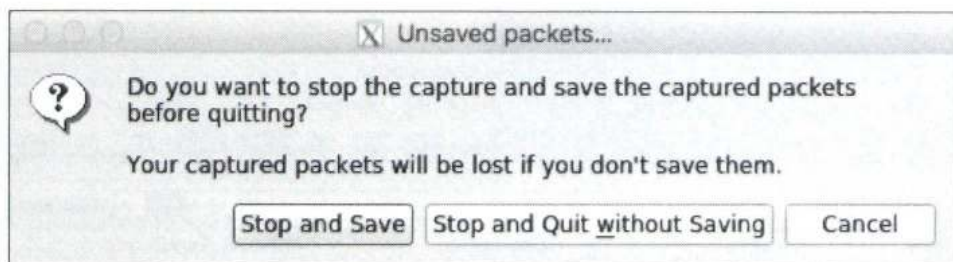 Unsaved packets...
Do you want to stop the capture and save the captured packets
before quitting?
Your captured packets will be lost if you don't save them.
Stop and Save Stop and Quit without Saving Cancel